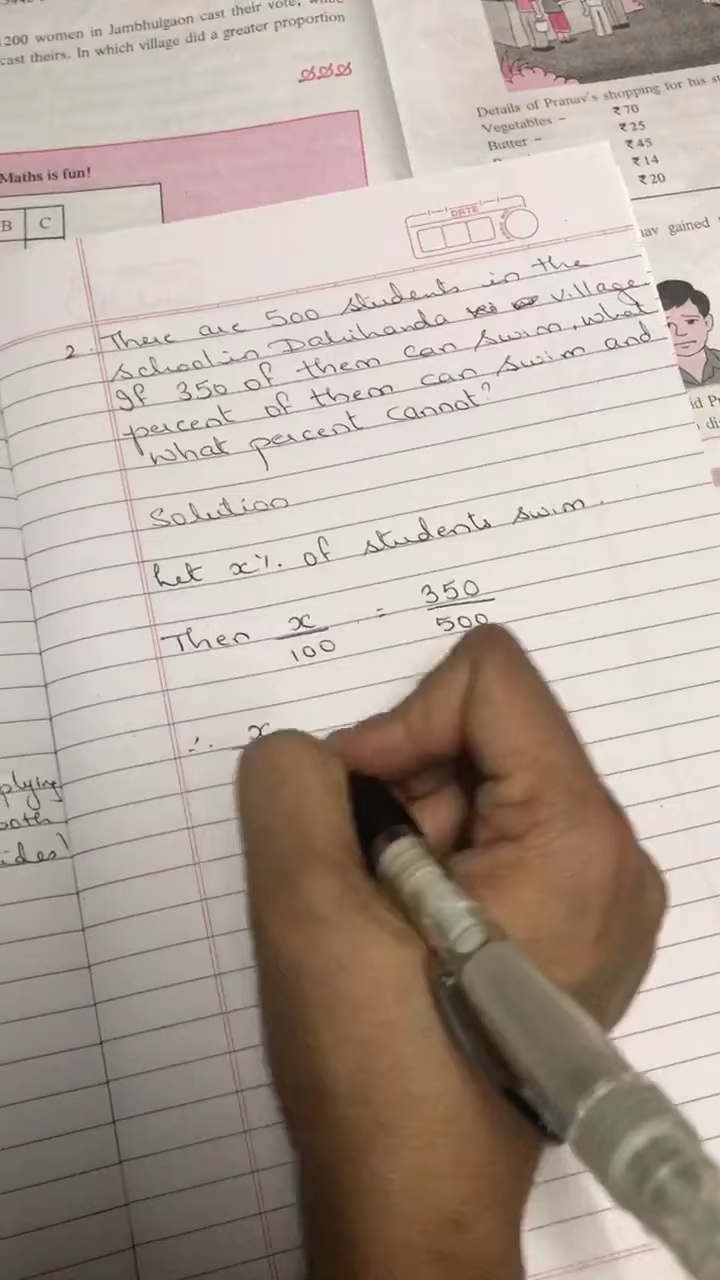 200 women in Jambhulgaon cast their vote, while
cast theirs. In which village did a greater proportion
Maths is fun!
B C
Details of Pranav's shopping for his
Vegetables - ₹70
Butter - ₹25
₹45
₹14
₹20
gained
DATE
2. There are 500 students in the
school in Dahihanda village
If 350 of them can swim, what
percent of them can swim and
what percent cannot?
Solution
Let x% of students swim.
Then x/100 = 350/500
∴ x
plying
both
ides)